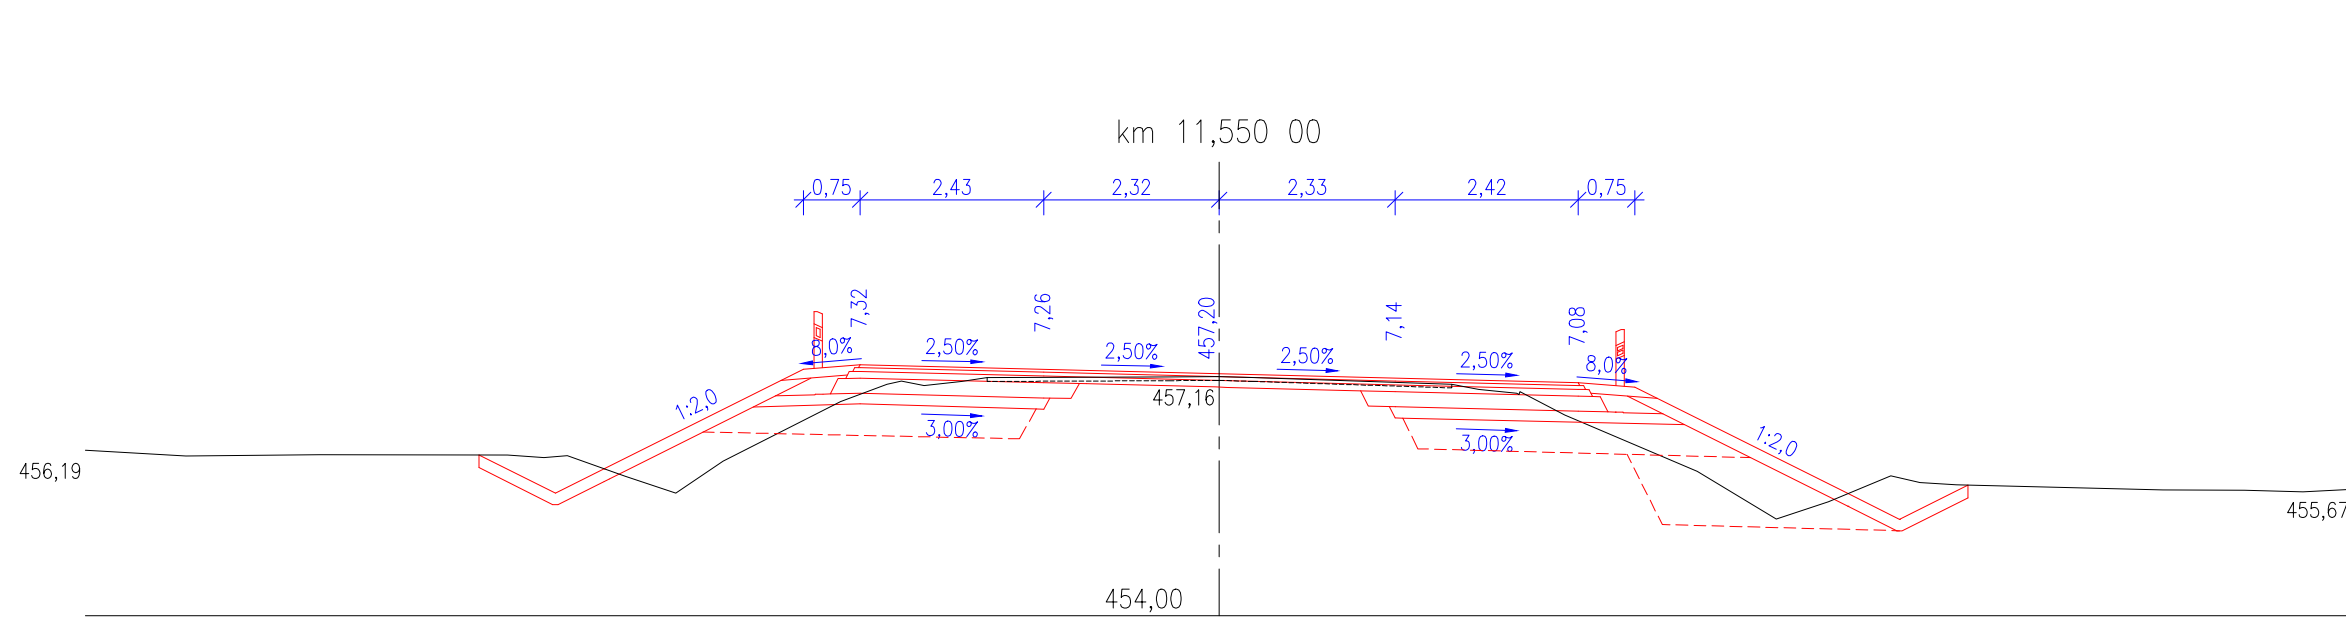 km 11,550 00
0,75 2,43 2,32 2,33 2,42 0,75
7,32 7,26 457,20 7,14 7,08
8,0% 2,50% 2,50% 2,50% 2,50% 8,0%
457,16
1:2,0 3,00% 3,00% 1:2,0
456,19 455,67
454,00